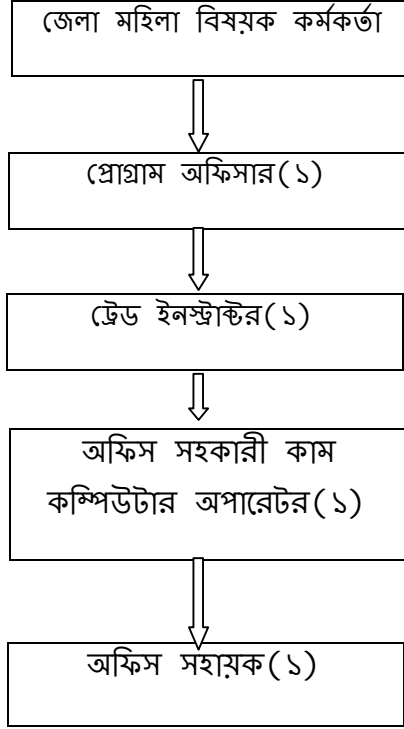 জেলা মহিলা বিষয়ক কর্মকর্তা
প্রোগ্রাম অফিসার(১)
ট্রেড ইনস্ট্রাক্টর(১)
অফিস সহকারী কাম
কম্পিউটার অপারেটর(১)
অফিস সহায়ক(১)